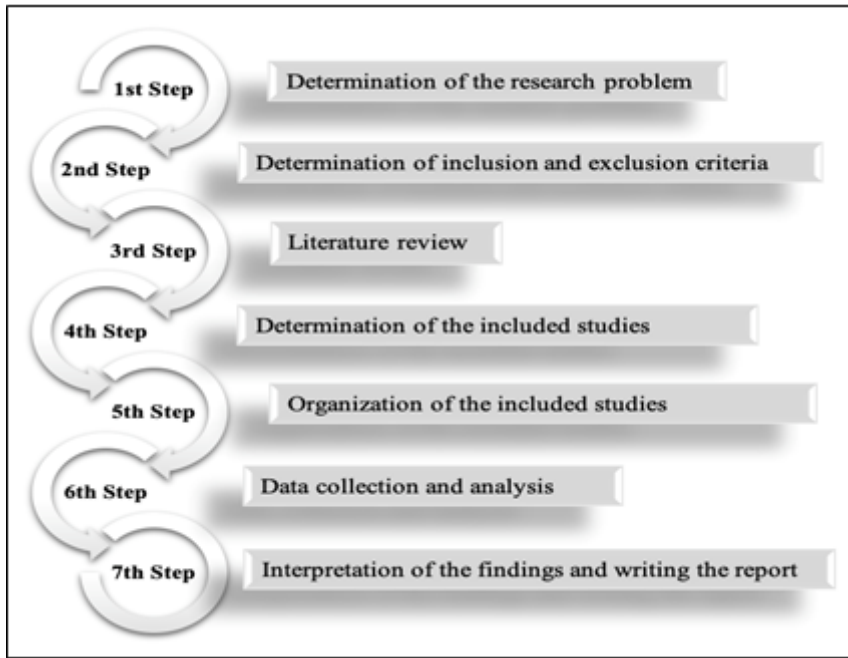 1st Step
Determination of the research problem
2nd Step
Determination of inclusion and exclusion criteria
3rd Step
Literature review
4th Step
Determination of the included studies
5th Step
Organization of the included studies
6th Step
Data collection and analysis
7th Step
Interpretation of the findings and writing the report